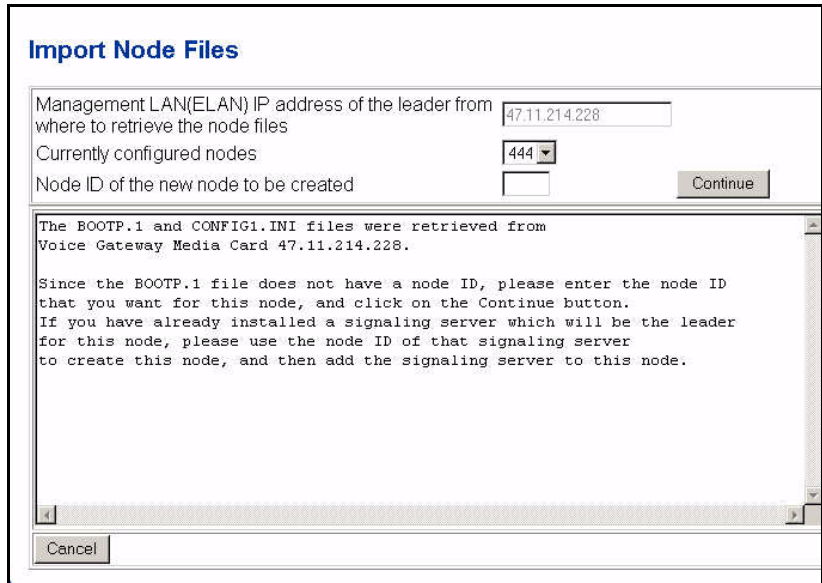 Import Node Files
Management LAN(ELAN) IP address of the leader from
where to retrieve the node files
47.11.214.228
Currently configured nodes
444
Node ID of the new node to be created
Continue
The BOOTP.1 and CONFIG1.INI files were retrieved from
Voice Gateway Media Card 47.11.214.228.
Since the BOOTP.1 file does not have a node ID, please enter the node ID
that you want for this node, and click on the Continue button.
If you have already installed a signaling server which will be the leader
for this node, please use the node ID of that signaling server
to create this node, and then add the signaling server to this node.
Cancel